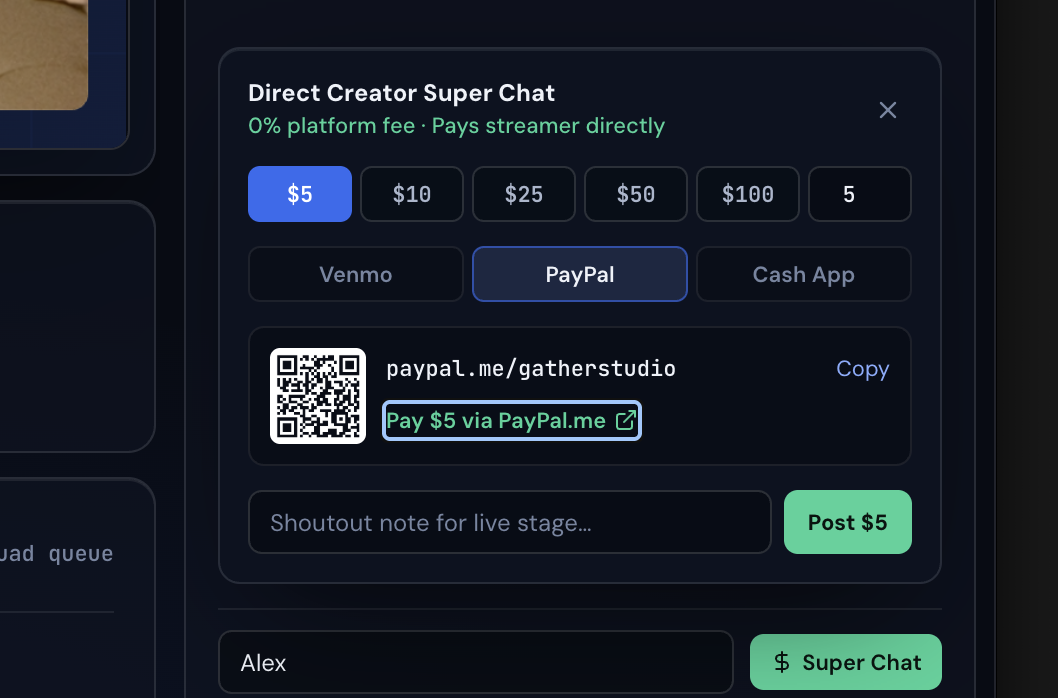 Direct Creator Super Chat
0% platform fee · Pays streamer directly
$5 $10 $25 $50 $100 5
Venmo PayPal Cash App
paypal.me/gatherstudio Copy
Pay $5 via PayPal.me
Shoutout note for live stage... Post $5
queue
Alex $ Super Chat